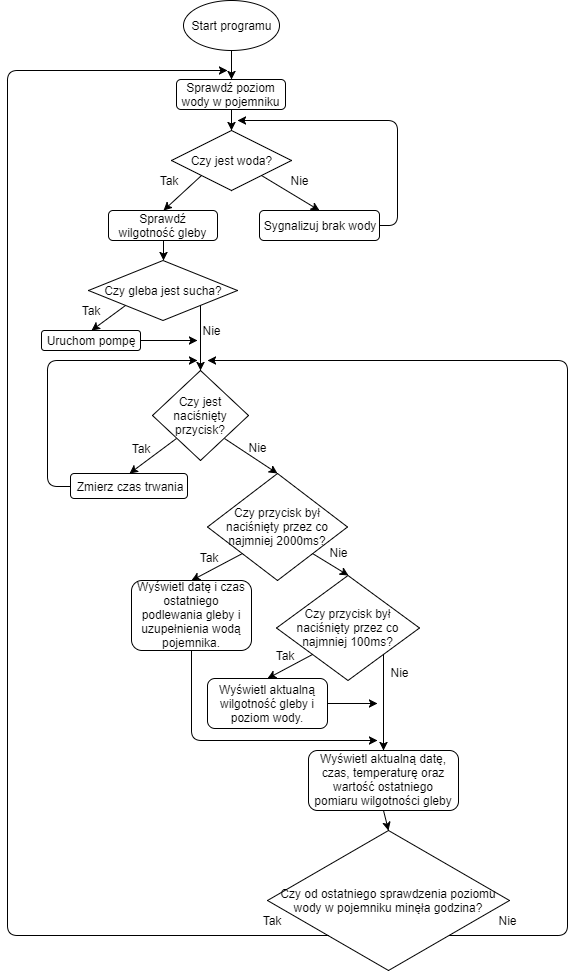 Start programu
Sprawdź poziom
wody w pojemniku
Czy jest woda?
Tak
Nie
Sprawdź
wilgotność gleby
Sygnalizuj brak wody
Czy gleba jest sucha?
Tak
Nie
Uruchom pompę
Czy jest
naciśnięty
przycisk?
Tak
Nie
Zmierz czas trwania
Czy przycisk był
naciśnięty przez co
najmniej 2000ms?
Tak
Nie
Wyświetl datę i czas
ostatniego
podlewania gleby i
uzupełnienia wodą
pojemnika.
Czy przycisk był
naciśnięty przez co
najmniej 100ms?
Tak
Nie
Wyświetl aktualną
wilgotność gleby i
poziom wody.
Wyświetl aktualną datę,
czas, temperaturę oraz
wartość ostatniego
pomiaru wilgotności gleby
Czy od ostatniego sprawdzenia poziomu
wody w pojemniku minęła godzina?
Tak
Nie